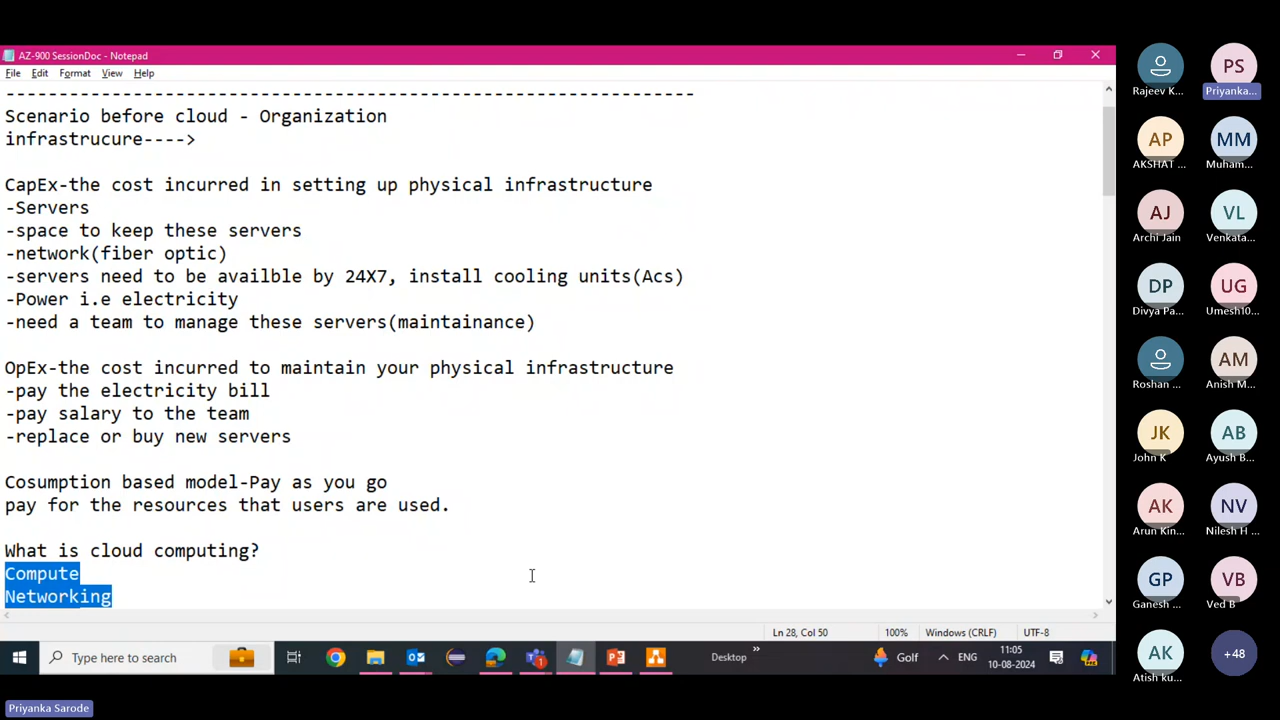 AZ-900 SessionDoc - Notepad
File Edit Format View Help
-----------------------------------------------------------------
Scenario before cloud - Organization
infrastrucure---->
CapEx-the cost incurred in setting up physical infrastructure
-Servers
-space to keep these servers
-network(fiber optic)
-servers need to be availble by 24X7, install cooling units(Acs)
-Power i.e electricity
-need a team to manage these servers(maintainance)
OpEx-the cost incurred to maintain your physical infrastructure
-pay the electricity bill
-pay salary to the team
-replace or buy new servers
Cosumption based model-Pay as you go
pay for the resources that users are used.
What is cloud computing?
Compute
Networking
Ln 28, Col 50 100% Windows (CRLF) UTF-8
Type here to search
Desktop
Golf
ENG
11:05
10-08-2024
Priyanka Sarode
Rajeev K...
PS
Priyanka...
AP
AKSHAT ...
MM
Muham...
AJ
Archi Jain
VL
Venkata...
DP
Divya Pa...
UG
Umesh10...
Roshan ...
AM
Anish M...
JK
John K
AB
Ayush B...
AK
Arun Kin...
NV
Nilesh H ...
GP
Ganesh ...
VB
Ved B
AK
Atish ku...
+48